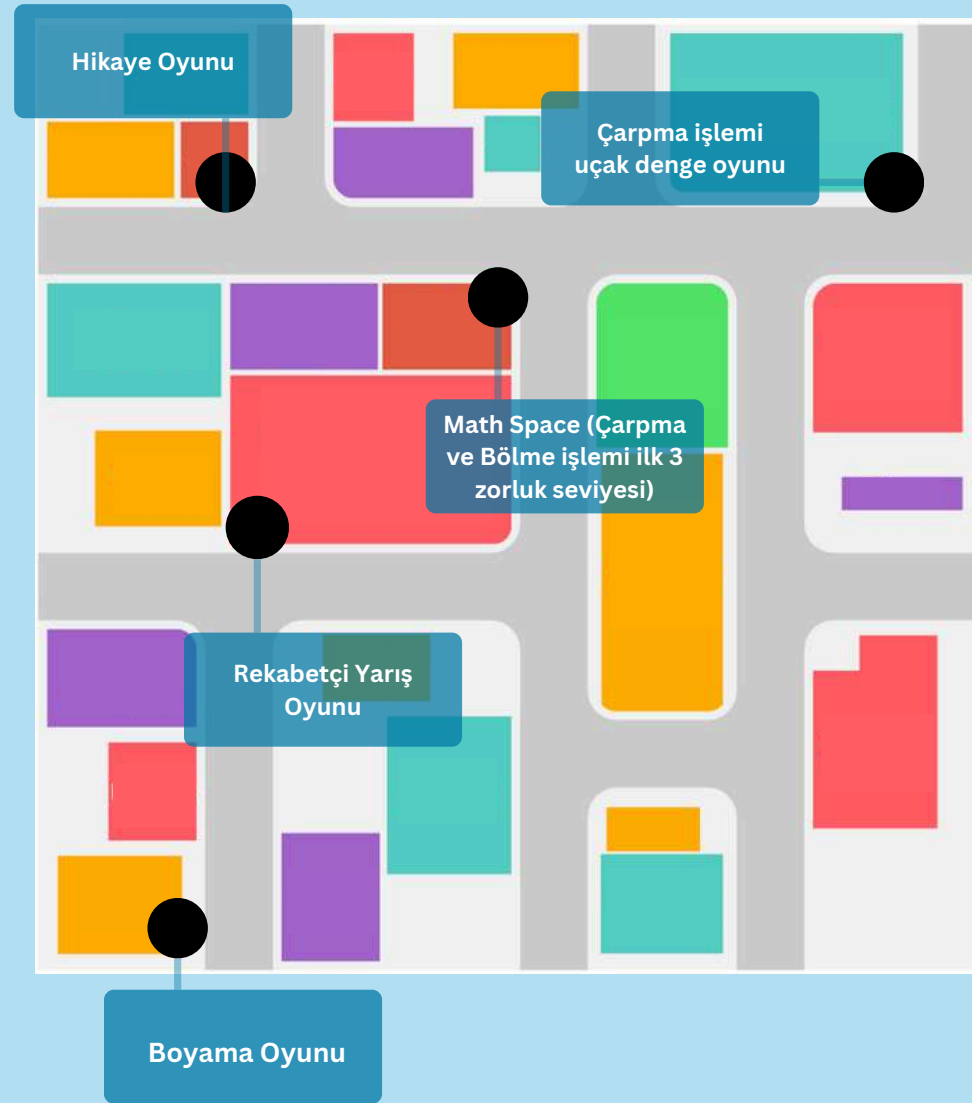 Hikaye Oyunu
Çarpma işlemi
uçak denge oyunu
Math Space (Çarpma
ve Bölme işlemi ilk 3
zorluk seviyesi)
Rekabetçi Yarış
Oyunu
Boyama Oyunu